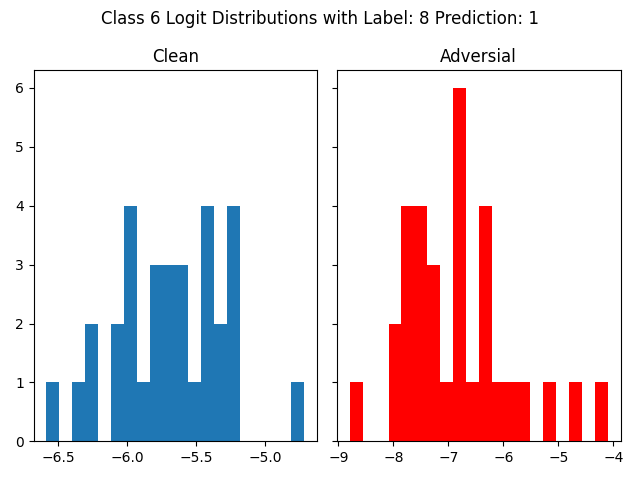 Class 6 Logit Distributions with Label: 8 Prediction: 1
Clean
Adversial
6
5
4
3
2
1
0
−6.5 −6.0 −5.5 −5.0
−9 −8 −7 −6 −5 −4